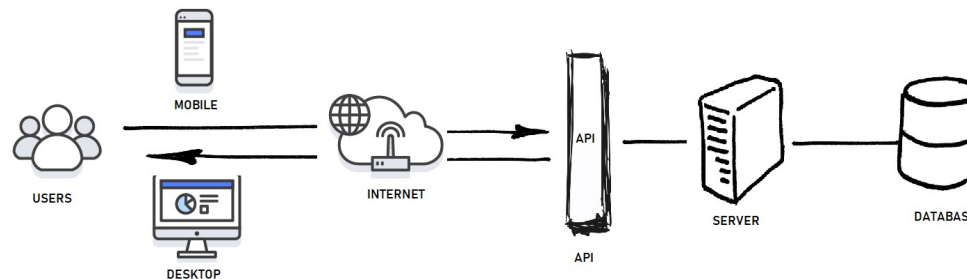 MOBILE
USERS
DESKTOP
INTERNET
API
API
SERVER
DATABAS